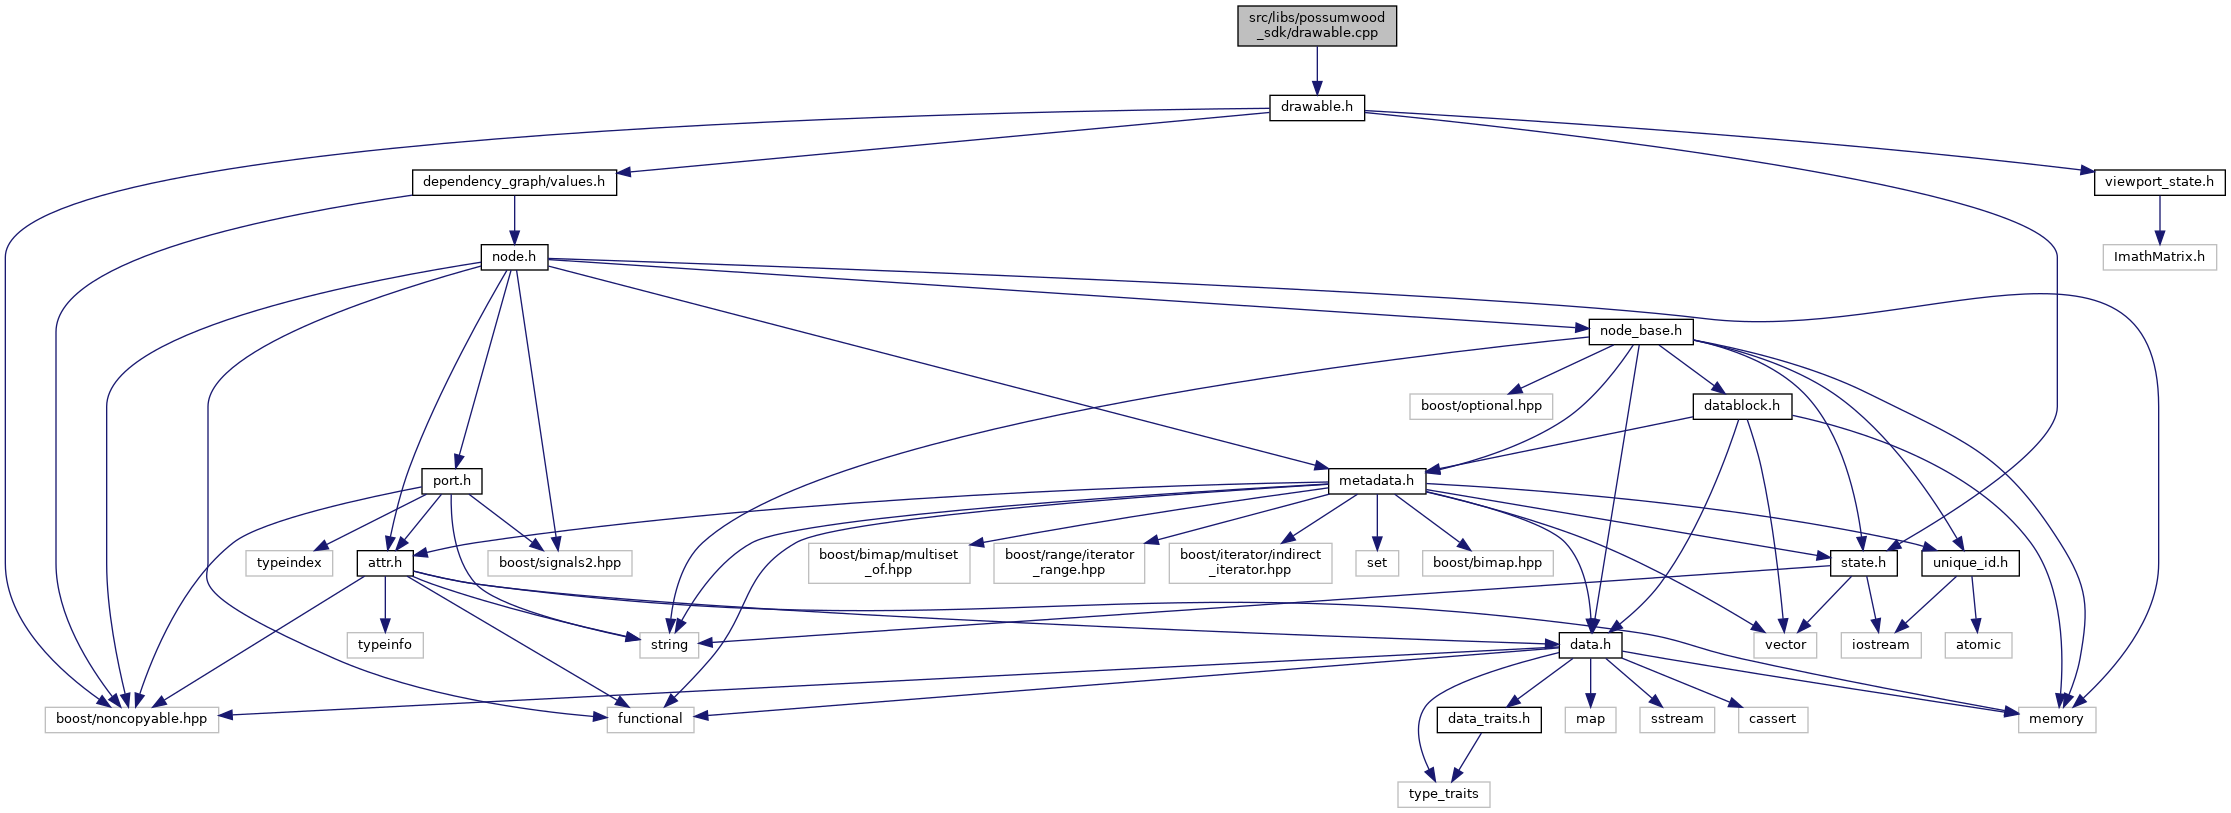 src/libs/possumwood
_sdk/drawable.cpp
drawable.h
dependency_graph/values.h
viewport_state.h
node.h
ImathMatrix.h
node_base.h
boost/optional.hpp
datablock.h
port.h
metadata.h
typeindex
attr.h
boost/signals2.hpp
boost/bimap/multiset
_of.hpp
boost/range/iterator
_range.hpp
boost/iterator/indirect
_iterator.hpp
set
boost/bimap.hpp
state.h
unique_id.h
typeinfo
string
data.h
vector
iostream
atomic
boost/noncopyable.hpp
functional
data_traits.h
map
sstream
cassert
memory
type_traits